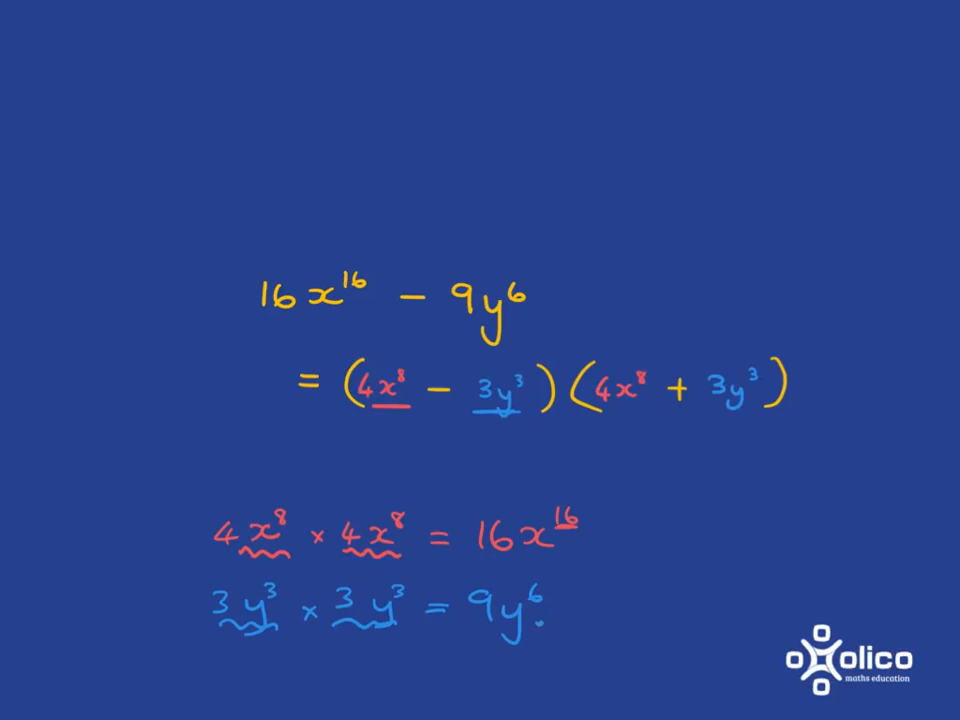 16x¹⁶ − 9y⁶
= (4x⁸ − 3y³)(4x⁸ + 3y³)
4x⁸ × 4x⁸ = 16x¹⁶
3y³ × 3y³ = 9y⁶.
olico
maths education